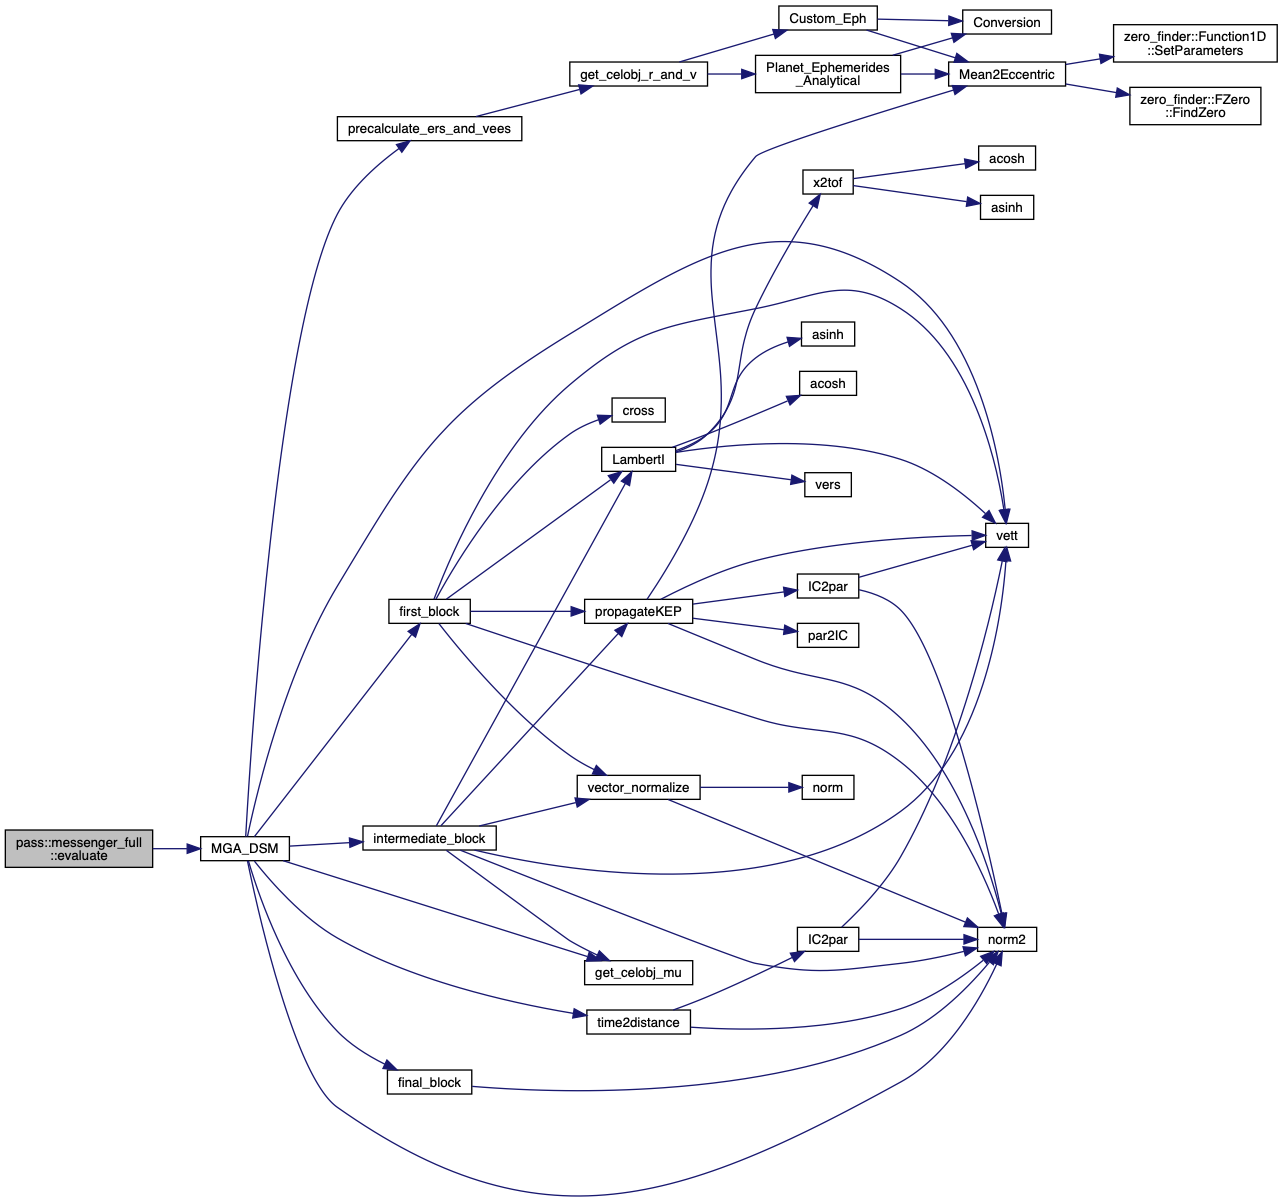 Custom_Eph
Conversion
zero_finder::Function1D
::SetParameters
get_celobj_r_and_v
Planet_Ephemerides
_Analytical
Mean2Eccentric
zero_finder::FZero
::FindZero
precalculate_ers_and_vees
acosh
x2tof
asinh
asinh
acosh
cross
LambertI
vers
vett
IC2par
first_block
propagateKEP
par2IC
vector_normalize
norm
pass::messenger_full
::evaluate
MGA_DSM
intermediate_block
IC2par
norm2
get_celobj_mu
time2distance
final_block